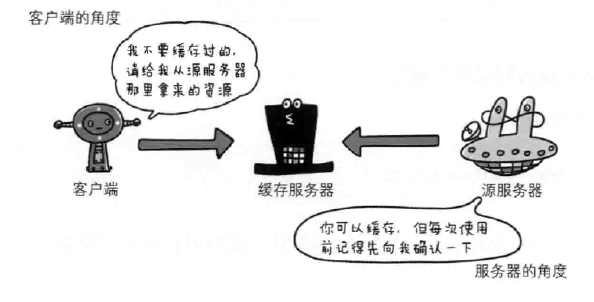 客户端的角度
我不要缓存过的,
请给我从源服务器
那里拿来的资源
客户端
缓存服务器
源服务器
你可以缓存, 但每次使用
前记得先向我确认一下
服务器的角度